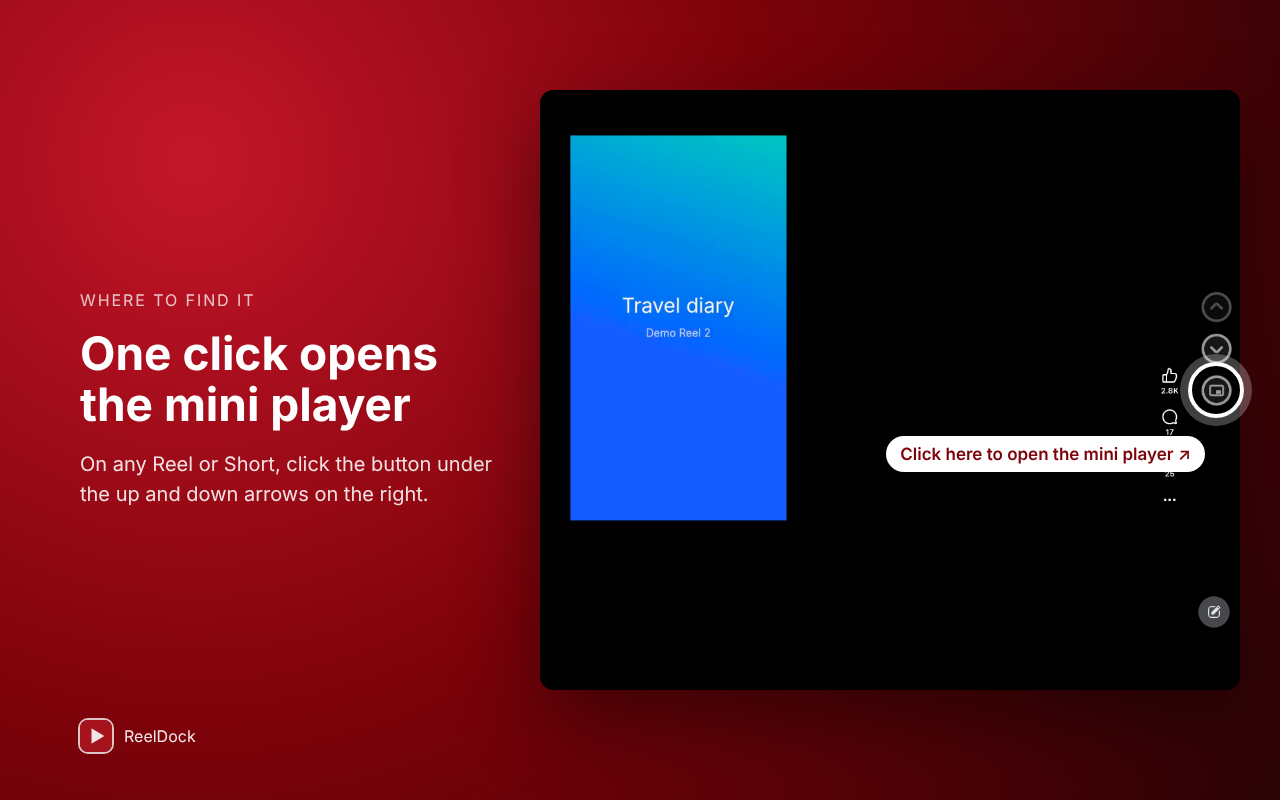 WHERE TO FIND IT
One click opens
the mini player
On any Reel or Short, click the button under
the up and down arrows on the right.
ReelDock
Travel diary
Demo Reel 2
2.8K
17
Click here to open the mini player ↗
25